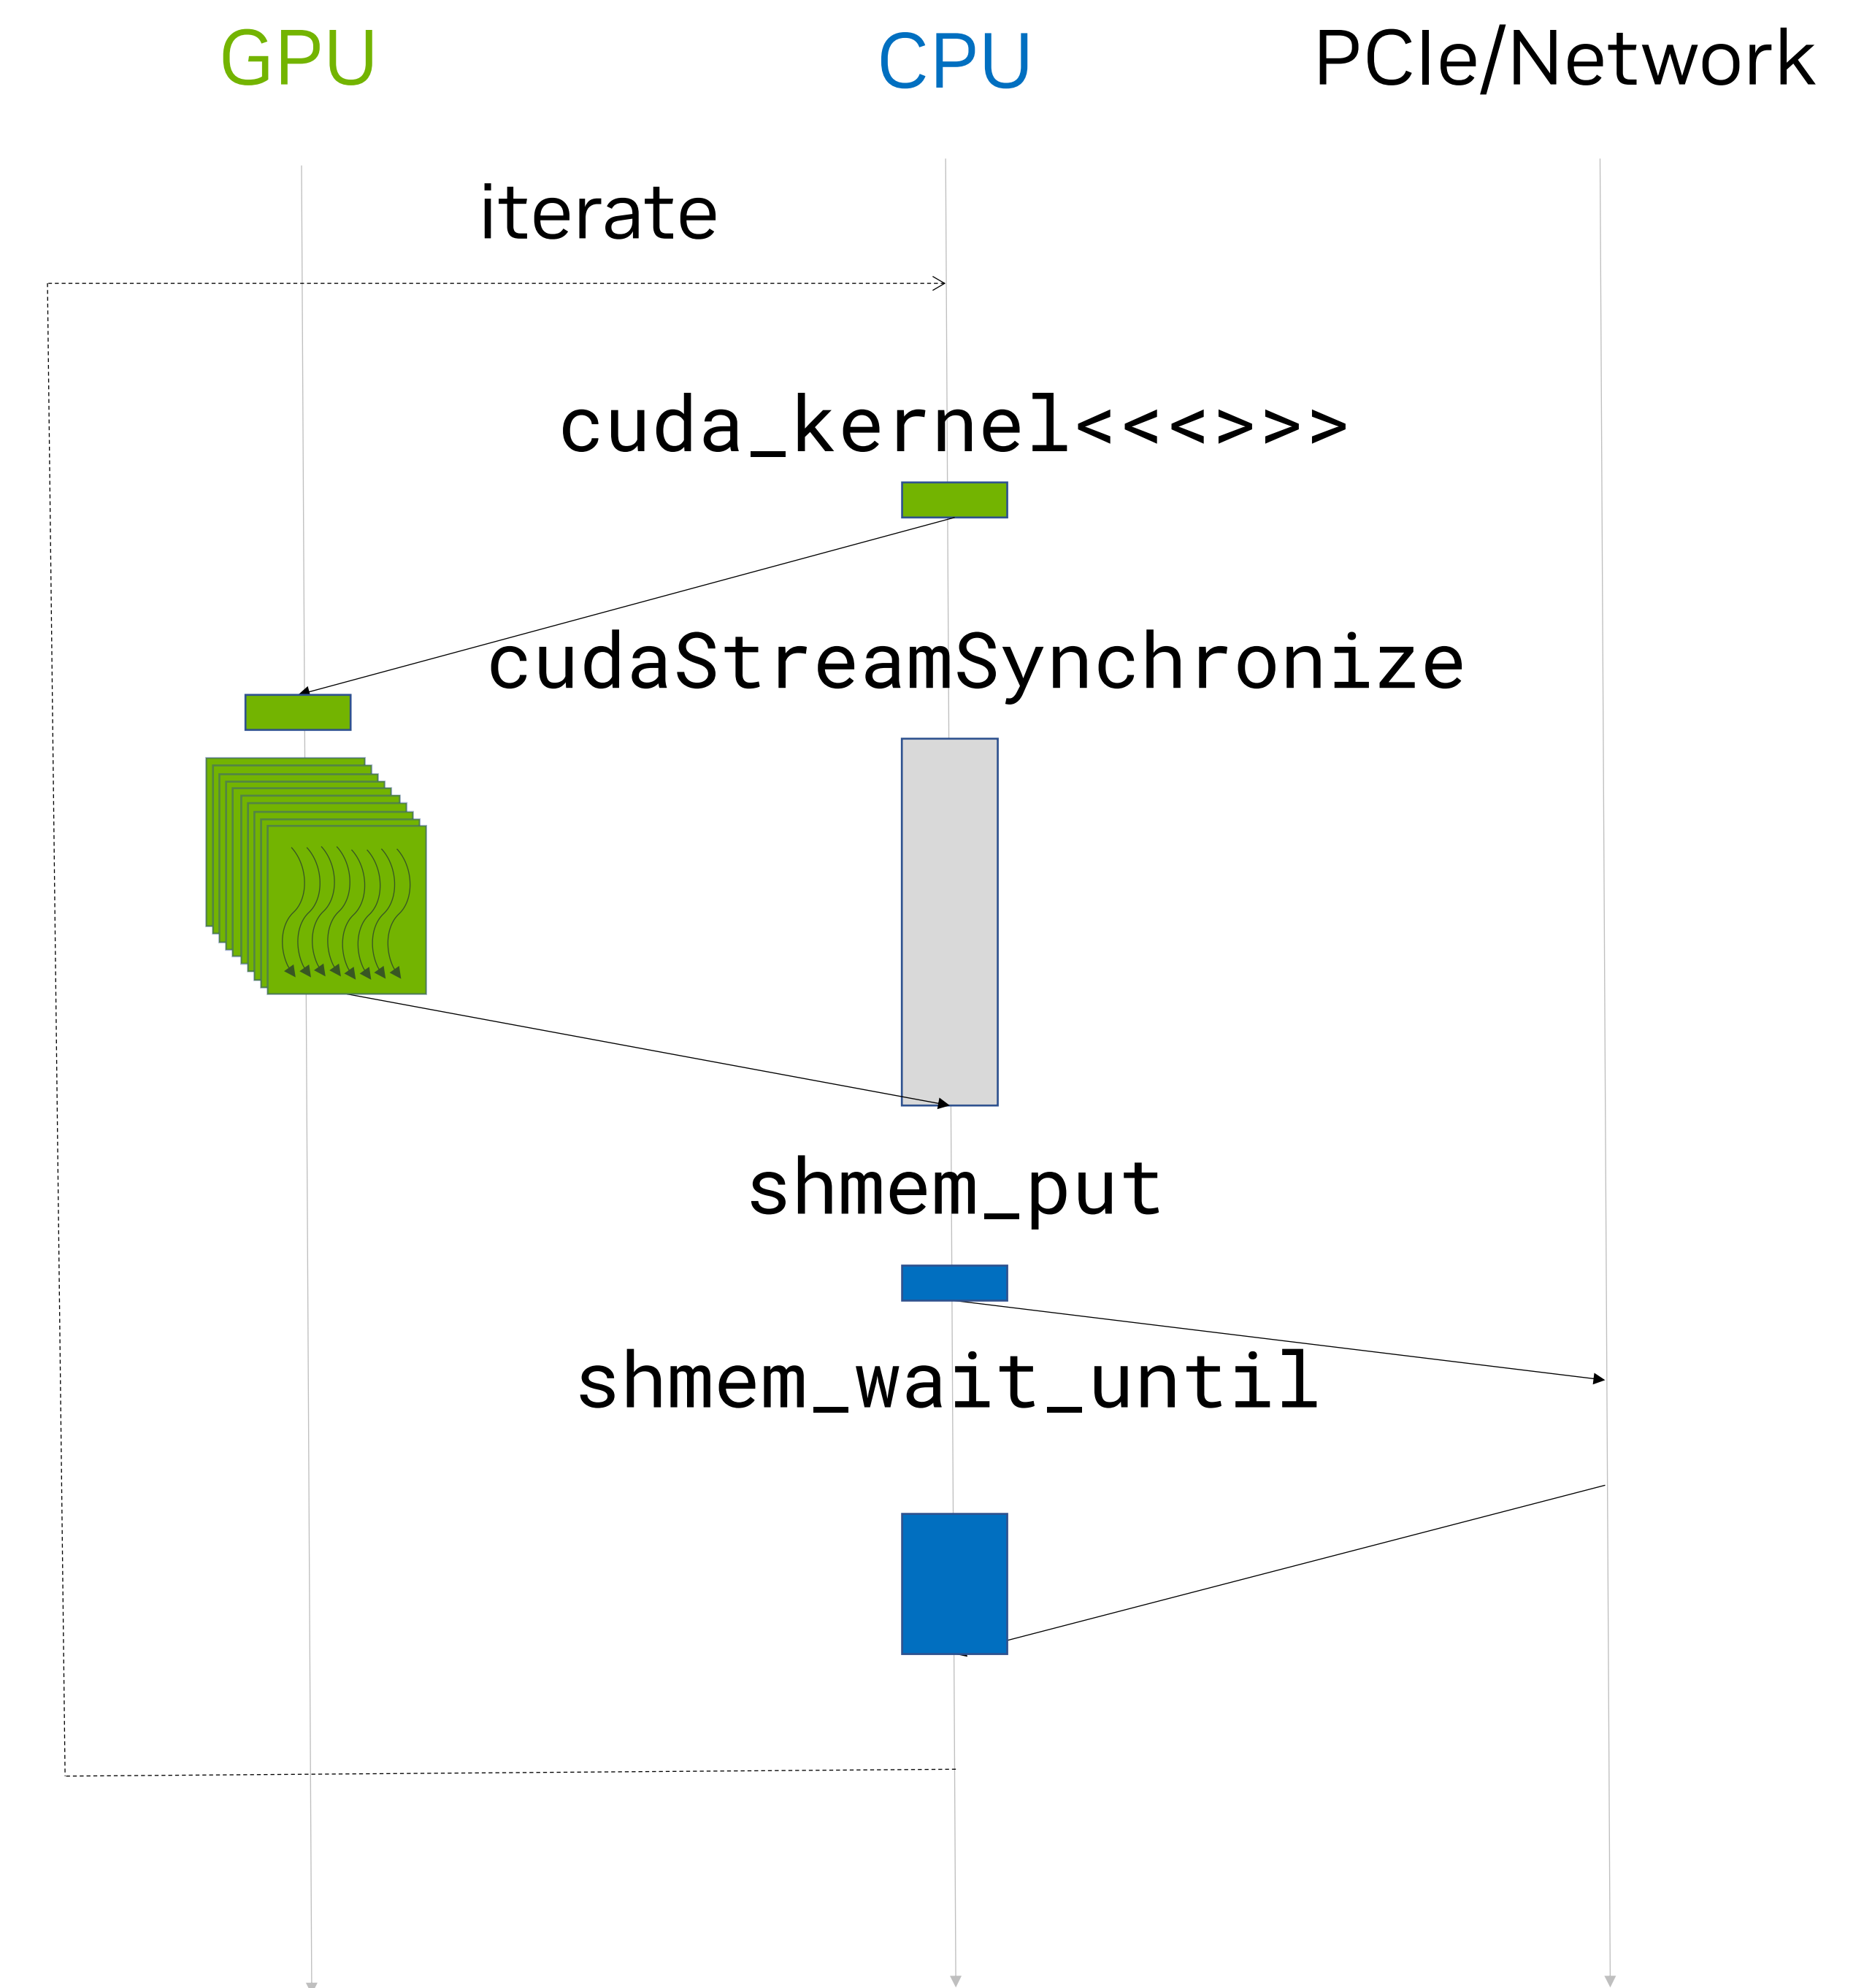 GPU
CPU
PCIe/Network
iterate
cuda_kernel<<<>>>
cudaStreamSynchronize
shmem_put
shmem_wait_until